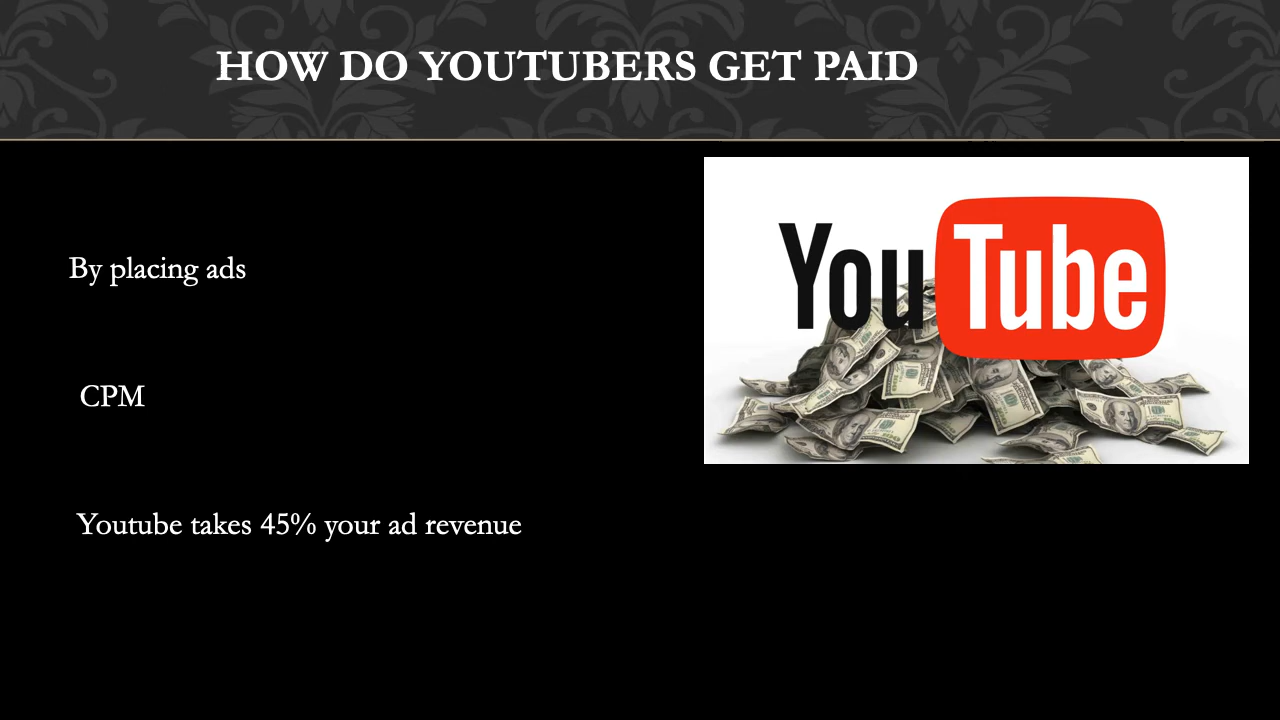 HOW DO YOUTUBERS GET PAID
By placing ads
CPM
Youtube takes 45% your ad revenue
YouTube